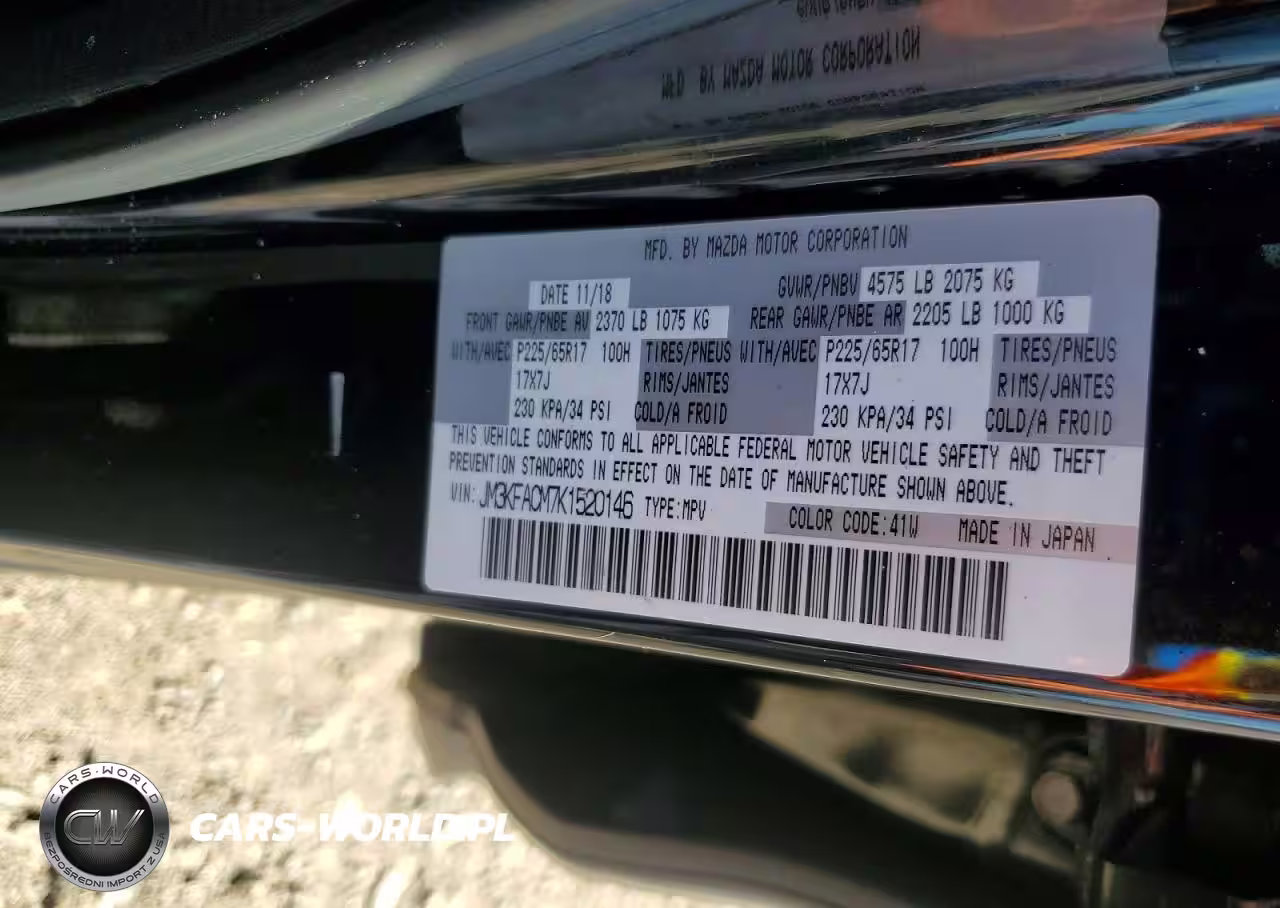 MFD. BY MAZDA MOTOR CORPORATION
MFD. BY MAZDA MOTOR CORPORATION
DATE 11/18 GVWR/PNBV 4575 LB 2075 KG
FRONT GAWR/PNBE AV 2370 LB 1075 KG REAR GAWR/PNBE AR 2205 LB 1000 KG
WITH/AVEC P225/65R17 100H TIRES/PNEUS WITH/AVEC P225/65R17 100H TIRES/PNEUS
17X7J RIMS/JANTES 17X7J RIMS/JANTES
230 KPA/34 PSI COLD/A FROID 230 KPA/34 PSI COLD/A FROID
THIS VEHICLE CONFORMS TO ALL APPLICABLE FEDERAL MOTOR VEHICLE SAFETY AND THEFT
PREVENTION STANDARDS IN EFFECT ON THE DATE OF MANUFACTURE SHOWN ABOVE.
VIN: JM3KFACM7K1520146 TYPE:MPV COLOR CODE:41W MADE IN JAPAN
CARS-WORLD
CW
BEZPOŚREDNI IMPORT Z USA
CARS-WORLD.PL